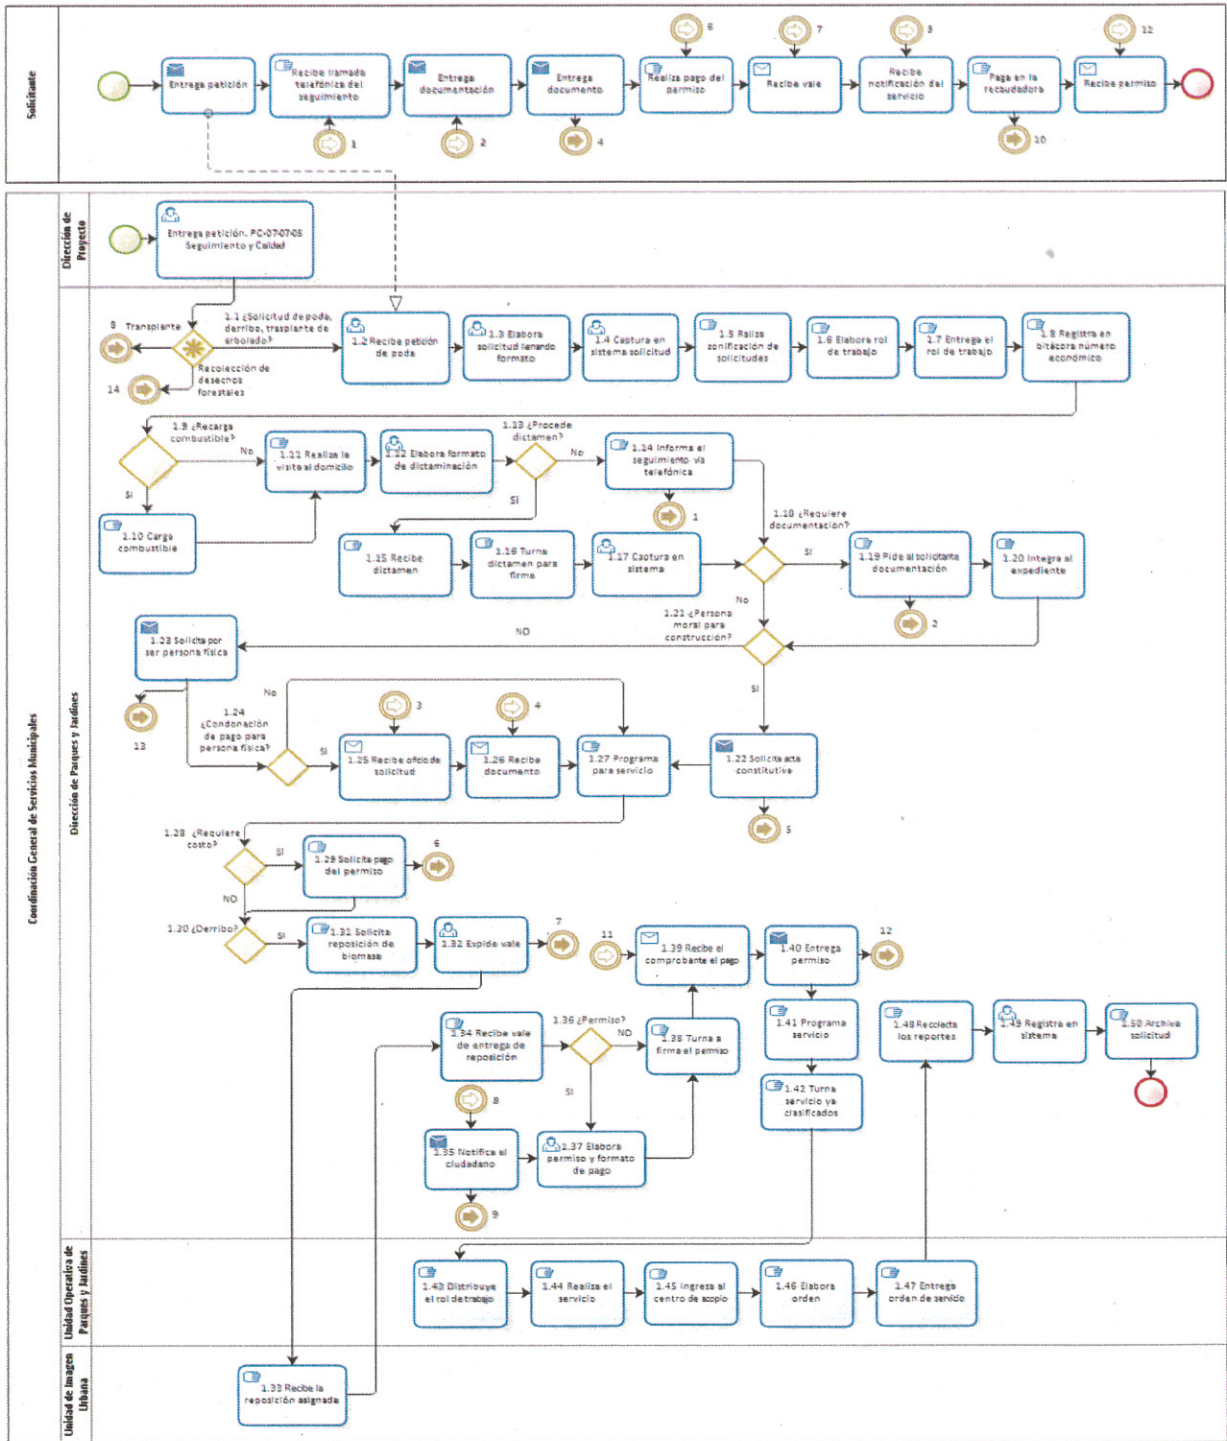 Solicitante
6
7
3
12
Entrega petición
Recibe llamada
telefónica del
seguimiento
Entrega
documentación
Entrega
documento
Realiza pago del
permiso
Recibe vale
Recibe
notificación del
servicio
Paga en la
recaudadora
Recibe permiso
1
2
4
10
Coordinación General de Servicios Municipales
Dirección de
Proyecto
Entrega petición. PC-07-07-05
Seguimiento y Calidad
Dirección de Parques y Jardines
8
Transplante
1.1 ¿Solicitud de poda,
derribo, trasplante de
arbolado?
Recolección de
desechos
forestales
14
1.2 Recibe petición
de poda
1.3 Elabora
solicitud llenando
formato
1.4 Captura en
sistema solicitud
1.5 Raliza
zonificación de
solicitudes
1.6 Elabora rol
de trabajo
1.7 Entrega el
rol de trabajo
1.8 Registra en
bitácora número
económico
1.9 ¿Recarga
combustible?
No
SI
1.10 Carga
combustible
1.11 Realiza la
visita al domicilio
1.12 Elabora formato
de dictaminación
1.13 ¿Procede
dictamen?
No
SI
1.14 Informa el
seguimiento vía
telefónica
1
1.15 Recibe
dictamen
1.16 Turna
dictamen para
firma
1.17 Captura en
sistema
1.18 ¿Requiere
documentación?
SI
No
1.19 Pide al solicitante
documentación
2
1.20 Integra al
expediente
1.21 ¿Persona
moral para
construcción?
NO
SI
1.23 Solicita por
ser persona física
13
1.24
¿Condonación
de pago para
persona física?
No
SI
3
4
1.25 Recibe oficio de
solicitud
1.26 Recibe
documento
1.27 Programa
para servicio
1.22 Solicita acta
constitutiva
5
1.28 ¿Requiere
costo?
SI
NO
1.29 Solicita pago
del permiso
6
1.30 ¿Derribo?
SI
1.31 Solicita
reposición de
biomasa
1.32 Expide vale
7
11
1.39 Recibe el
comprobante el pago
1.40 Entrega
permiso
12
1.34 Recibe vale
de entrega de
reposición
1.36 ¿Permiso?
NO
SI
1.38 Turna a
firma el permiso
1.41 Programa
servicio
1.42 Turna
servicio ya
clasificados
1.48 Recolecta
los reportes
1.49 Registra en
sistema
1.50 Archiva
solicitud
8
1.35 Notifica al
ciudadano
9
1.37 Elabora
permiso y formato
de pago
Unidad Operativa de
Parques y Jardines
1.43 Distribuye
el rol de trabajo
1.44 Realiza el
servicio
1.45 Ingresa al
centro de acopio
1.46 Elabora
orden
1.47 Entrega
orden de servicio
Unidad de Imagen
Urbana
1.33 Recibe la
reposición asignada